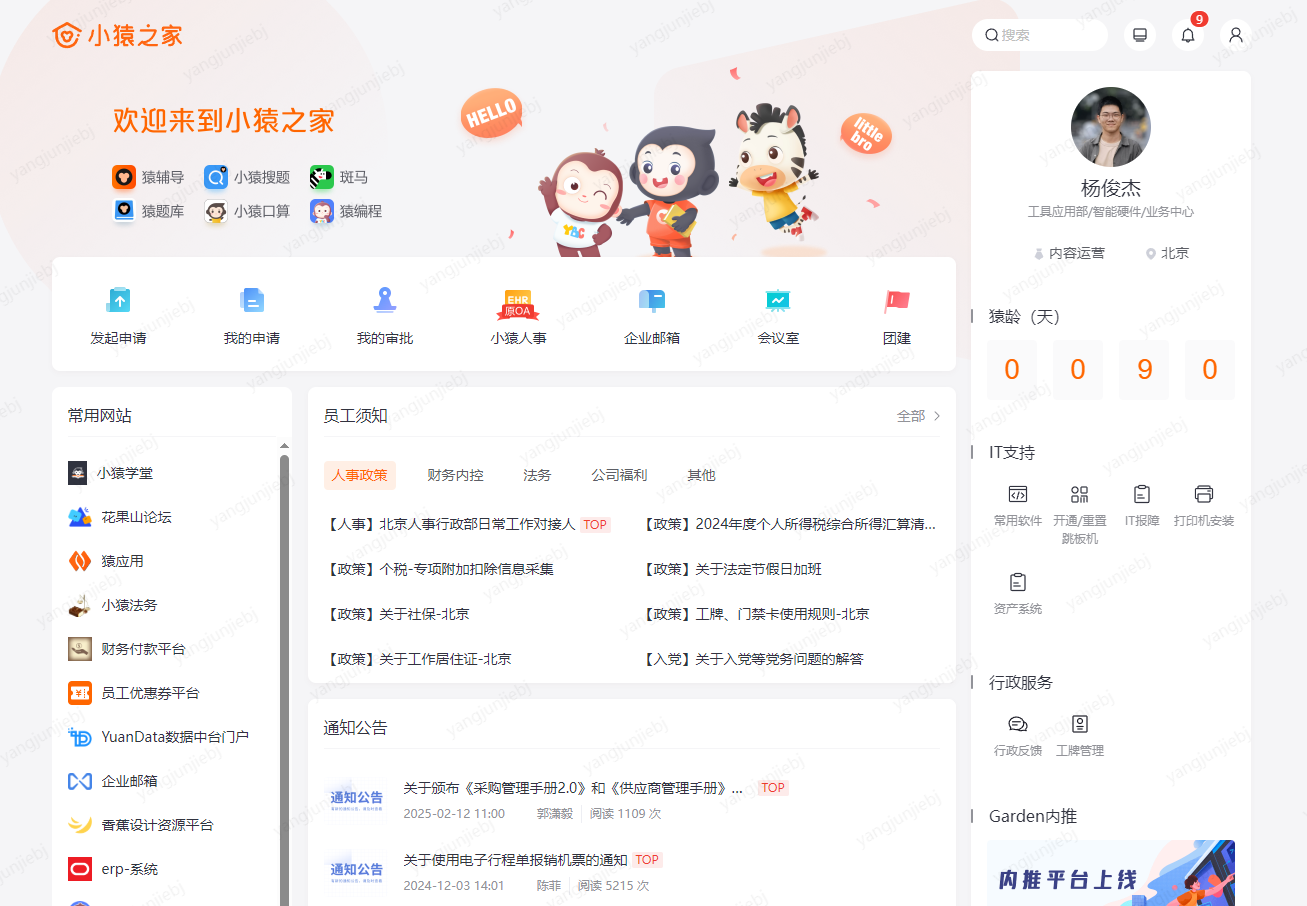 小猿之家
搜索
9
欢迎来到小猿之家
HELLO
little
bro
YBC
猿辅导
小猿搜题
斑马
猿题库
小猿口算
猿编程
杨俊杰
工具应用部/智能硬件/业务中心
内容运营
北京
发起申请
我的申请
我的审批
EHR
原OA
小猿人事
企业邮箱
会议室
团建
猿龄（天）
0 0 9 0
常用网站
小猿学堂
花果山论坛
猿应用
小猿法务
财务付款平台
员工优惠券平台
YuanData数据中台门户
企业邮箱
香蕉设计资源平台
erp-系统
员工须知
全部
人事政策
财务内控
法务
公司福利
其他
【人事】北京人事行政部日常工作对接人 TOP
【政策】2024年度个人所得税综合所得汇算清...
【政策】个税-专项附加扣除信息采集
【政策】关于法定节假日加班
【政策】关于社保-北京
【政策】工牌、门禁卡使用规则-北京
【政策】关于工作居住证-北京
【入党】关于入党等党务问题的解答
通知公告
通知公告
关于颁布《采购管理手册2.0》和《供应商管理手册》... TOP
2025-02-12 11:00 郭潇毅 阅读 1109 次
通知公告
关于使用电子行程单报销机票的通知 TOP
2024-12-03 14:01 陈菲 阅读 5215 次
IT支持
常用软件
开通/重置
跳板机
IT报障
打印机安装
资产系统
行政服务
行政反馈
工牌管理
Garden内推
内推平台上线
yangjunjiebj